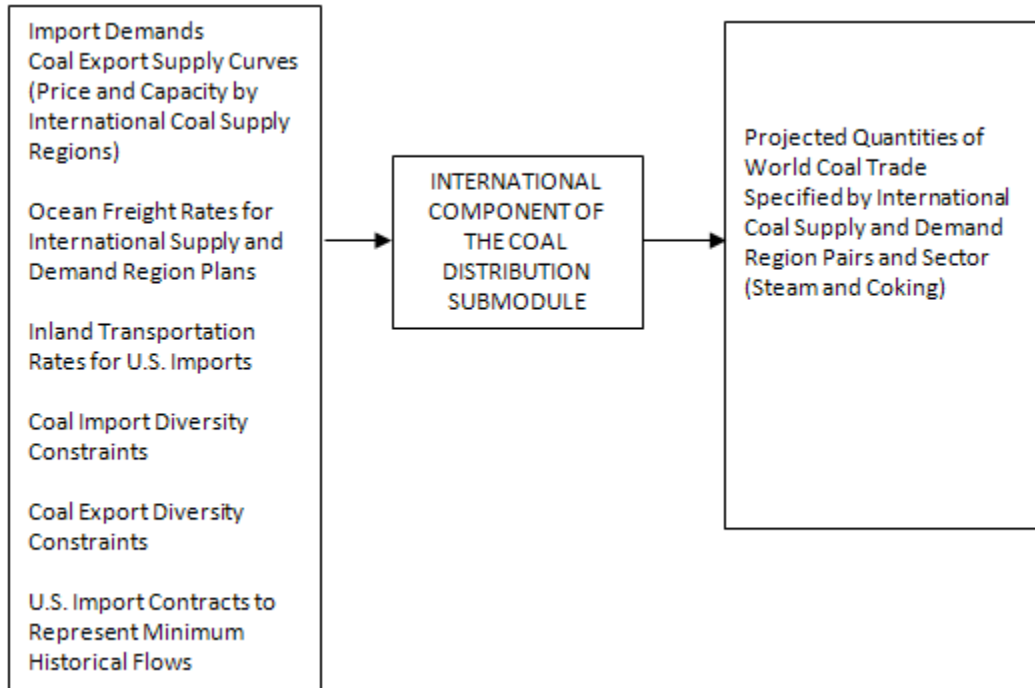 Import Demands
Coal Export Supply Curves
(Price and Capacity by
International Coal Supply
Regions)
Ocean Freight Rates for
International Supply and
Demand Region Plans
Inland Transportation
Rates for U.S. Imports
Coal Import Diversity
Constraints
Coal Export Diversity
Constraints
U.S. Import Contracts to
Represent Minimum
Historical Flows
INTERNATIONAL
COMPONENT OF
THE COAL
DISTRIBUTION
SUBMODULE
Projected Quantities of
World Coal Trade
Specified by International
Coal Supply and Demand
Region Pairs and Sector
(Steam and Coking)